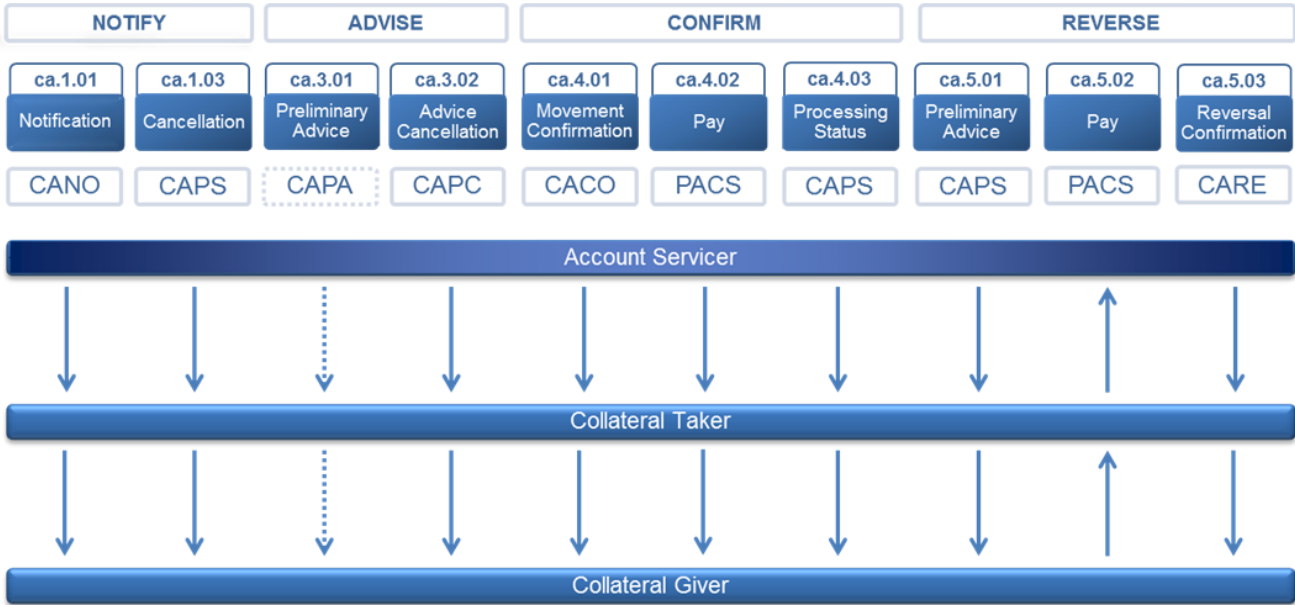 NOTIFY ADVISE CONFIRM REVERSE
ca.1.01 ca.1.03 ca.3.01 ca.3.02 ca.4.01 ca.4.02 ca.4.03 ca.5.01 ca.5.02 ca.5.03
Notification
Cancellation
Preliminary
Advice
Advice
Cancellation
Movement
Confirmation
Pay
Processing
Status
Preliminary
Advice
Pay
Reversal
Confirmation
CANO CAPS CAPA CAPC CACO PACS CAPS CAPS PACS CARE
Account Servicer
Collateral Taker
Collateral Giver